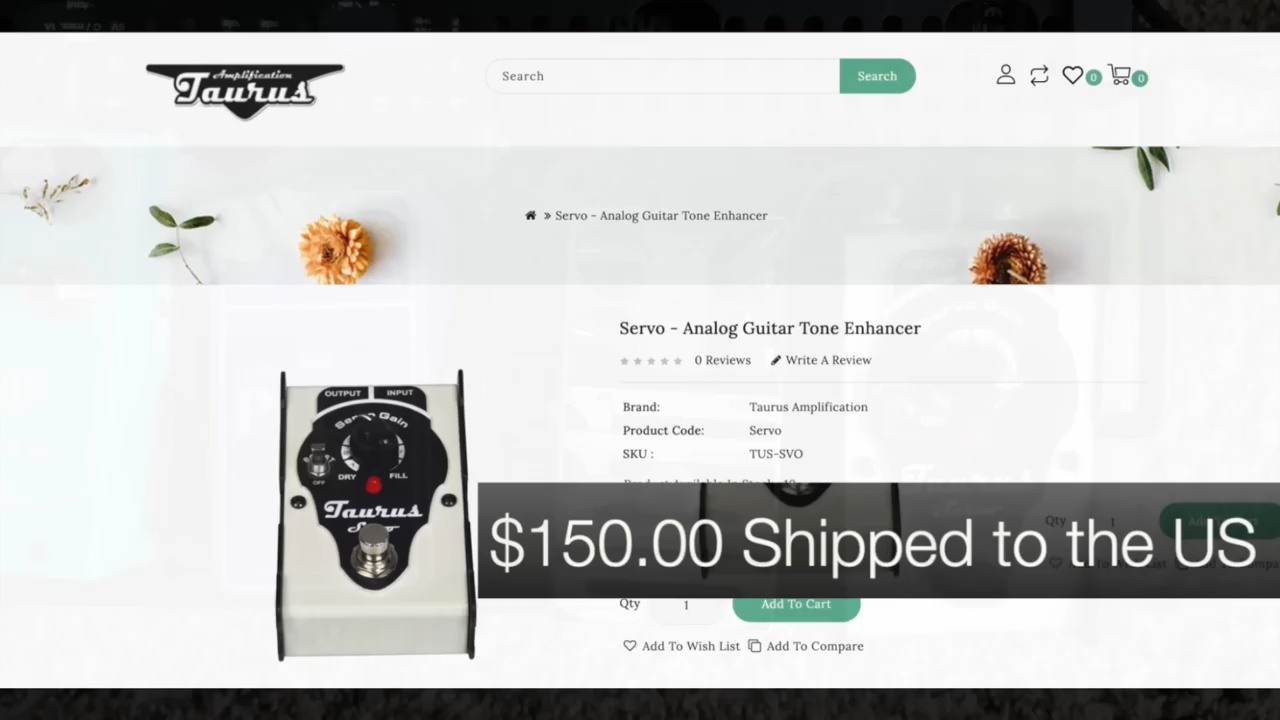 Amplification
Taurus
Search
Search
0
0
Servo - Analog Guitar Tone Enhancer
Servo - Analog Guitar Tone Enhancer
0 Reviews
Write A Review
Brand: Taurus Amplification
Product Code: Servo
SKU : TUS-SVO
OUTPUT INPUT
Servo Gain
DRY FILL
OFF
Taurus
Servo
$150.00 Shipped to the US
Qty 1
Qty 1 Add To Cart
Add To Wish List Add To Compare